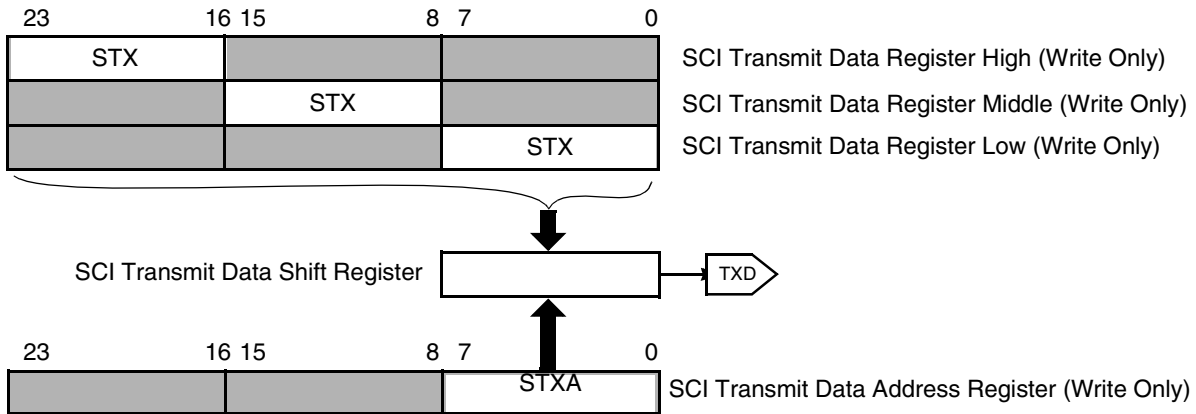 23 16 15 8 7 0
STX SCI Transmit Data Register High (Write Only)
STX SCI Transmit Data Register Middle (Write Only)
STX SCI Transmit Data Register Low (Write Only)
SCI Transmit Data Shift Register TXD
23 16 15 8 7 0
STXA SCI Transmit Data Address Register (Write Only)